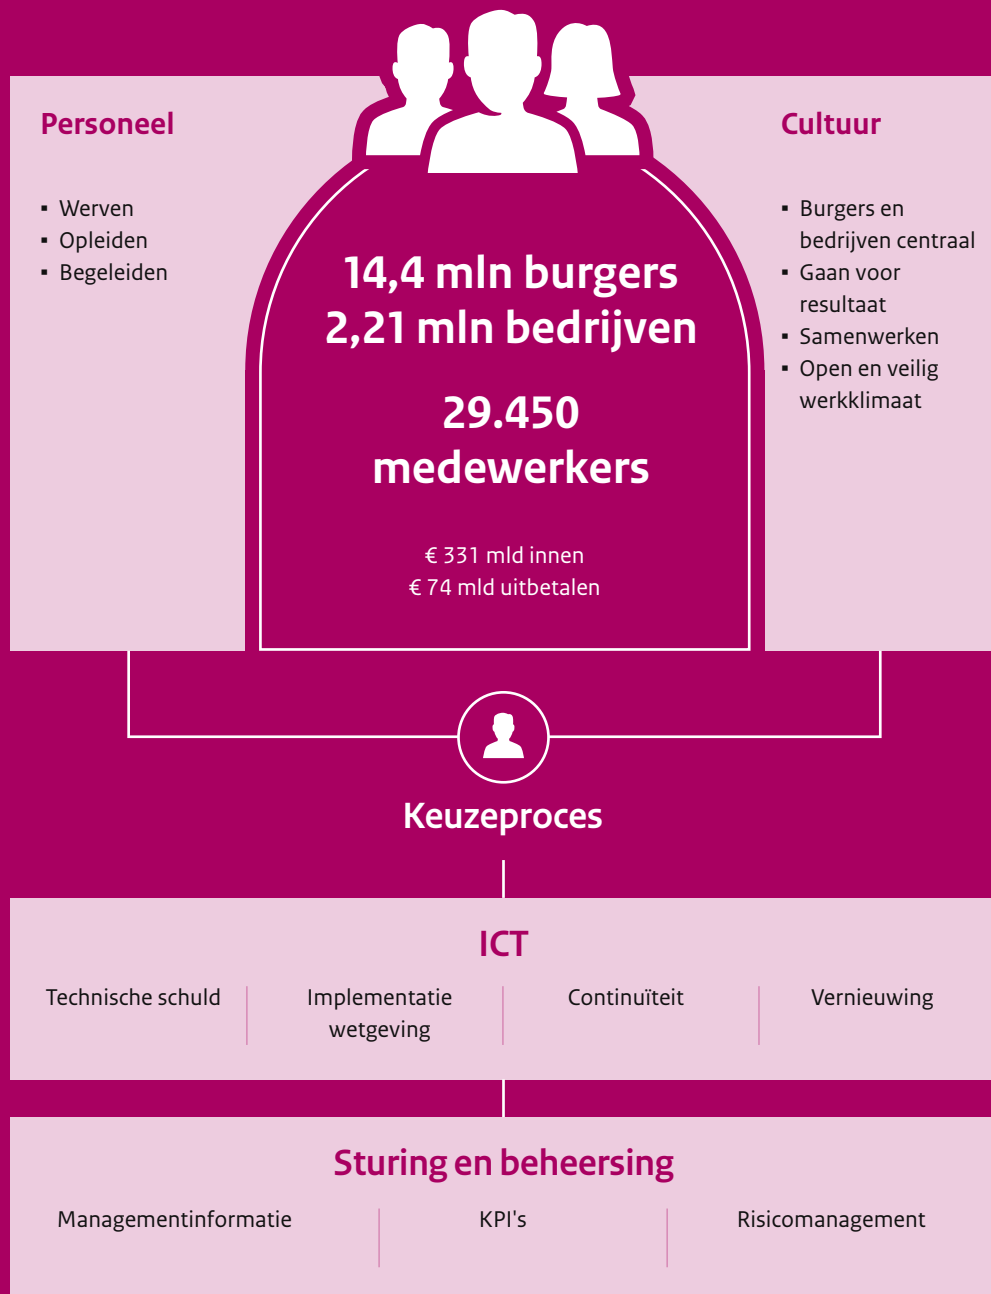 Personeel
▪ Werven
▪ Opleiden
▪ Begeleiden
14,4 mln burgers
2,21 mln bedrijven
29.450
medewerkers
€ 331 mld innen
€ 74 mld uitbetalen
Cultuur
▪ Burgers en
bedrijven centraal
▪ Gaan voor
resultaat
▪ Samenwerken
▪ Open en veilig
werkklimaat
Keuzeproces
ICT
Technische schuld
Implementatie
wetgeving
Continuïteit
Vernieuwing
Sturing en beheersing
Managementinformatie
KPI's
Risicomanagement